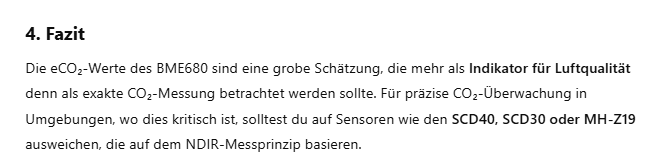 4. Fazit
Die eCO₂-Werte des BME680 sind eine grobe Schätzung, die mehr als Indikator für Luftqualität
denn als exakte CO₂-Messung betrachtet werden sollte. Für präzise CO₂-Überwachung in
Umgebungen, wo dies kritisch ist, solltest du auf Sensoren wie den SCD40, SCD30 oder MH-Z19
ausweichen, die auf dem NDIR-Messprinzip basieren.